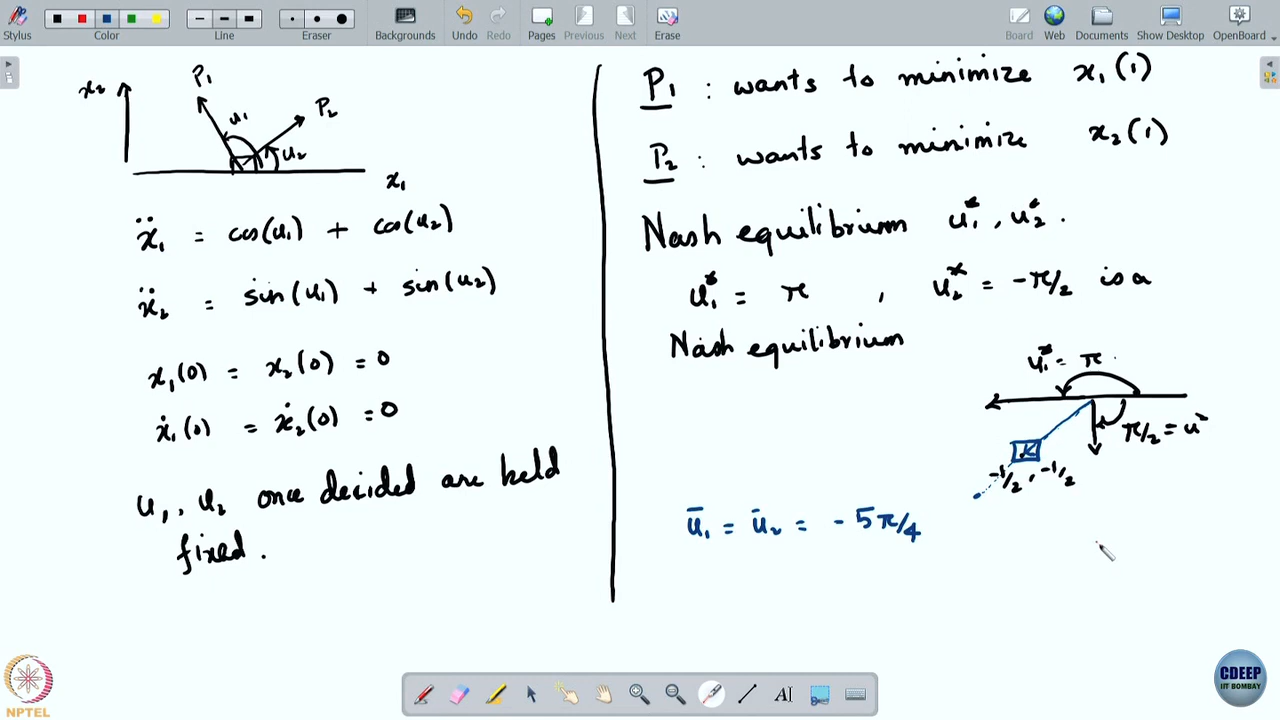 Stylus
Color
Line
Eraser
Backgrounds
Undo
Redo
Pages
Previous
Next
Erase
Board
Web
Documents
Show Desktop
OpenBoard
x₂
P₁
u₁
P₂
u₂
x₁
ẍ₁ = cos(u₁) + cos(u₂)
ẍ₂ = sin(u₁) + sin(u₂)
x₁(0) = x₂(0) = 0
ẋ₁(0) = ẋ₂(0) = 0
u₁, u₂ once decided are held
fixed.
P₁ : wants to minimize x₁(1)
P₂ : wants to minimize x₂(1)
Nash equilibrium u₁*, u₂*.
u₁* = π , u₂* = -π/2 is a
Nash equilibrium
u₁* = π
π/2 = u²
-1/2, -1/2
ū₁ = ū₂ = - 5π/4
NPTEL
CDEEP
IIT BOMBAY